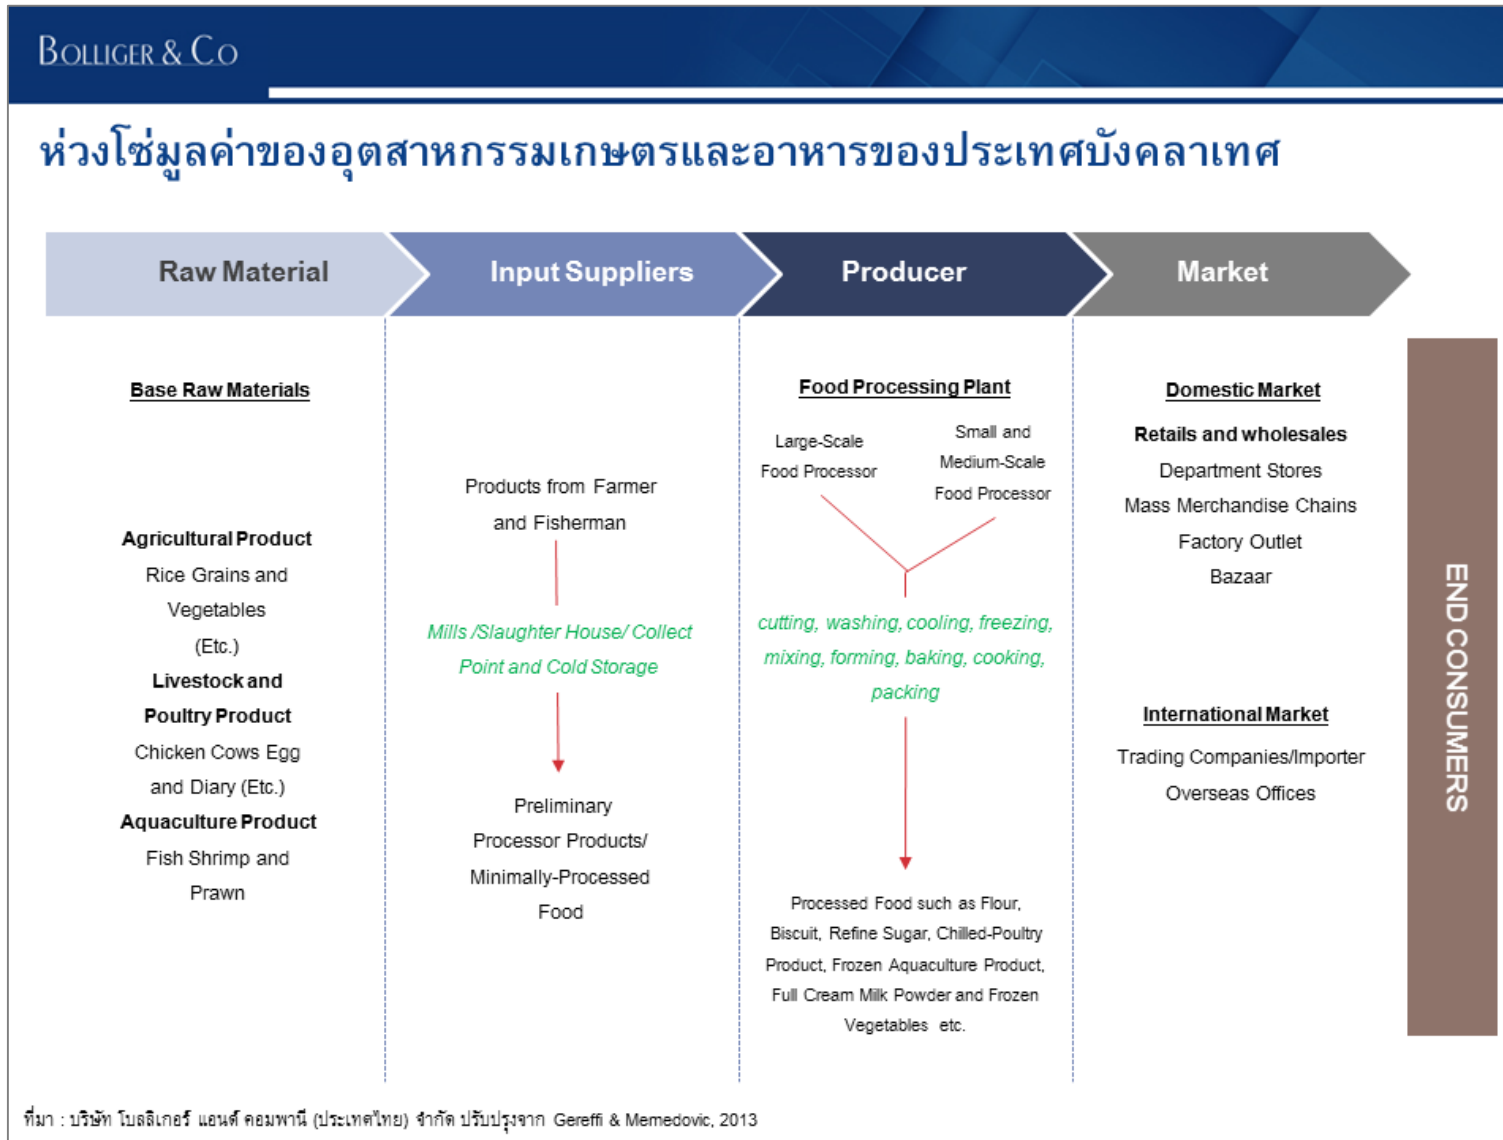 BOLLIGER & CO
ห่วงโซ่มูลค่าของอุตสาหกรรมเกษตรและอาหารของประเทศบังคลาเทศ
Raw Material
Input Suppliers
Producer
Market
Base Raw Materials
Agricultural Product
Rice Grains and
Vegetables
(Etc.)
Livestock and
Poultry Product
Chicken Cows Egg
and Diary (Etc.)
Aquaculture Product
Fish Shrimp and
Prawn
Products from Farmer
and Fisherman
Mills /Slaughter House/ Collect
Point and Cold Storage
Preliminary
Processor Products/
Minimally-Processed
Food
Food Processing Plant
Large-Scale
Food Processor
Small and
Medium-Scale
Food Processor
cutting, washing, cooling, freezing,
mixing, forming, baking, cooking,
packing
Processed Food such as Flour,
Biscuit, Refine Sugar, Chilled-Poultry
Product, Frozen Aquaculture Product,
Full Cream Milk Powder and Frozen
Vegetables etc.
Domestic Market
Retails and wholesales
Department Stores
Mass Merchandise Chains
Factory Outlet
Bazaar
International Market
Trading Companies/Importer
Overseas Offices
END CONSUMERS
ที่มา : บริษัท โบลลิเกอร์ แอนด์ คอมพานี (ประเทศไทย) จำกัด ปรับปรุงจาก Gereffi & Memedovic, 2013